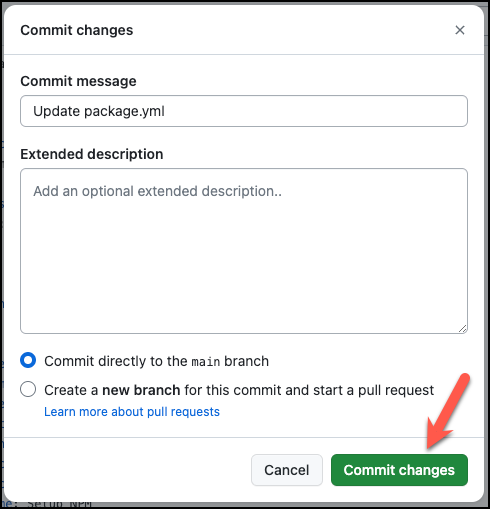 Commit changes
Commit message
Update package.yml
Extended description
Add an optional extended description..
Commit directly to the main branch
Create a new branch for this commit and start a pull request
Learn more about pull requests
Cancel
Commit changes